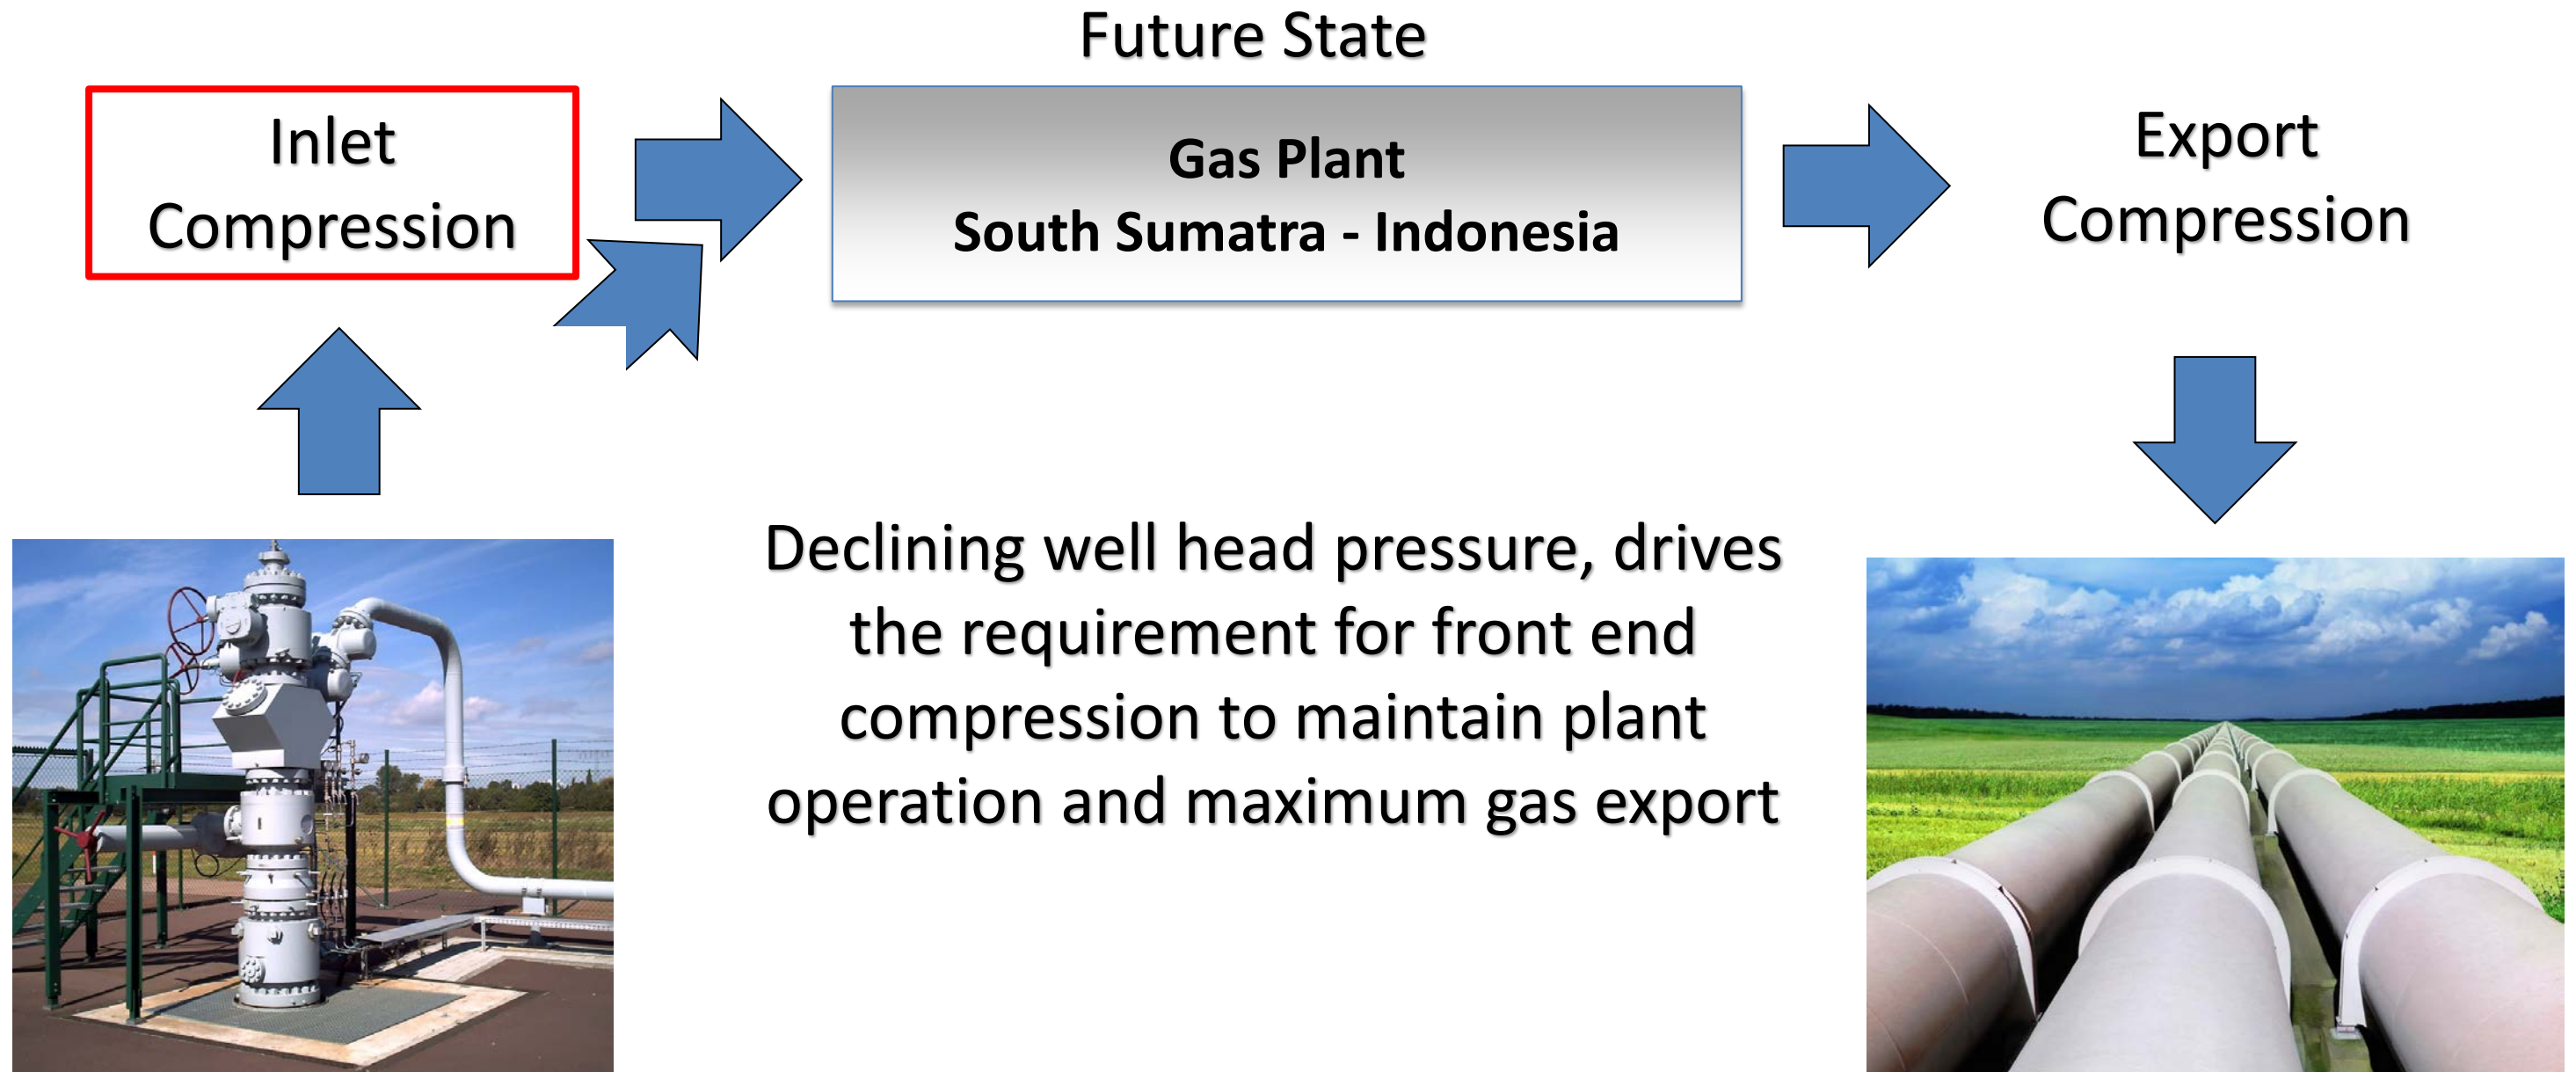 Future State
Inlet
Compression
Gas Plant
South Sumatra - Indonesia
Export
Compression
Declining well head pressure, drives
the requirement for front end
compression to maintain plant
operation and maximum gas export